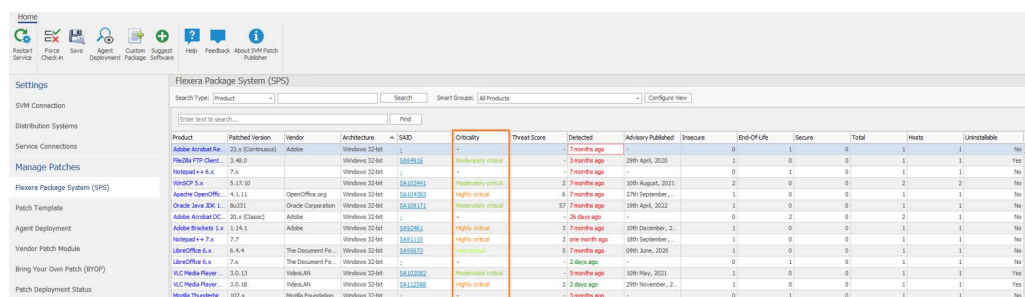 Home
Restart Service
Force Check-in
Save
Agent Deployment
Custom Package
Suggest Software
Help
Feedback
About SVM Patch Publisher
Settings
SVM Connection
Distribution Systems
Service Connections
Manage Patches
Flexera Package System (SPS)
Patch Template
Agent Deployment
Vendor Patch Module
Bring Your Own Patch (BYOP)
Patch Deployment Status
Flexera Package System (SPS)
Search Type: Product Search Smart Groups: All Products Configure View
Enter text to search... Find
Product Patched Version Vendor Architecture SAID Criticality Threat Score Detected Advisory Published Insecure End-Of-Life Secure Total Hosts Uninstallable
Adobe Acrobat Re... 22.x (Continuous) Adobe Windows 32-bit - - - 7 months ago - 0 1 0 1 1 No
FileZilla FTP Client... 3.48.0 Windows 32-bit SA94916 Moderately critical - 3 months ago 29th April, 2020 1 0 0 1 1 Yes
Notepad++ 6.x 7.x Windows 32-bit - - - 7 months ago - 0 1 0 1 1 No
WinSCP 5.x 5.17.10 Windows 32-bit SA103441 Moderately critical 2 7 months ago 10th August, 2021 2 0 0 2 2 No
Apache OpenOffic... 4.1.11 OpenOffice.org Windows 32-bit SA104383 Highly critical 6 7 months ago 27th September,... 1 0 0 1 1 No
Oracle Java JDK 1... 8u331 Oracle Corporation Windows 32-bit SA108171 Moderately critical 57 7 months ago 19th April, 2022 1 0 0 1 1 No
Adobe Acrobat DC... 20.x (Classic) Adobe Windows 32-bit - - - 26 days ago - 0 2 0 2 1 No
Adobe Brackets 1.x 1.14.1 Adobe Windows 32-bit SA92461 Highly critical 3 7 months ago 10th December, 2... 1 0 0 1 1 No
Notepad++ 7.x 7.7 Windows 32-bit SA91115 Highly critical 2 one month ago 18th September,... 1 0 0 1 1 No
LibreOffice 6.x 6.4.4 The Document Fo... Windows 32-bit SA95673 5 7 months ago 09th June, 2020 1 0 0 1 1 No
LibreOffice 6.x 7.x The Document Fo... Windows 32-bit - - - 2 days ago - 0 1 0 1 1 No
VLC Media Player... 3.0.13 VideoLAN Windows 32-bit SA102082 Moderately critical - 3 months ago 10th May, 2021 1 0 0 1 1 Yes
VLC Media Player... 3.0.18 VideoLAN Windows 32-bit SA112588 Highly critical 2 2 days ago 29th November, 2... 1 0 0 1 1 Yes
Mozilla Thunderbir... 102.x Mozilla Foundation Windows 32-bit - - - 3 months ago - 0 1 0 1 1 No